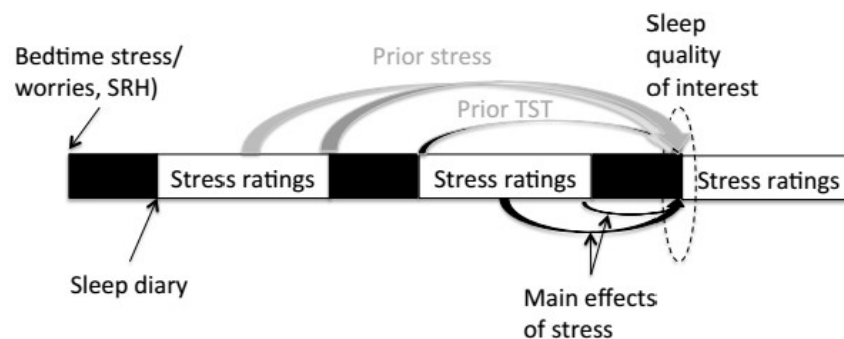 Bedtime stress/
worries, SRH)
Prior stress
Sleep
quality
of interest
Prior TST
Stress ratings
Stress ratings
Stress ratings
Sleep diary
Main effects
of stress